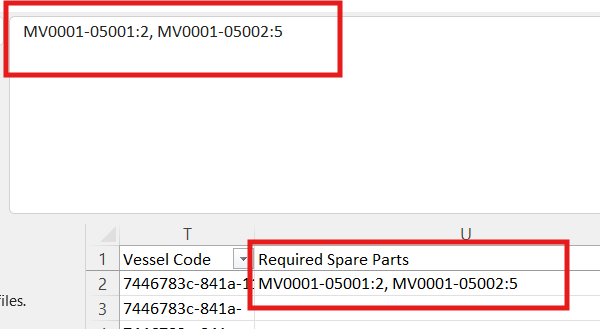 MV0001-05001:2, MV0001-05002:5
T U
1 Vessel Code Required Spare Parts
2 7446783c-841a-1 MV0001-05001:2, MV0001-05002:5
iles.
3 7446783c-841a-